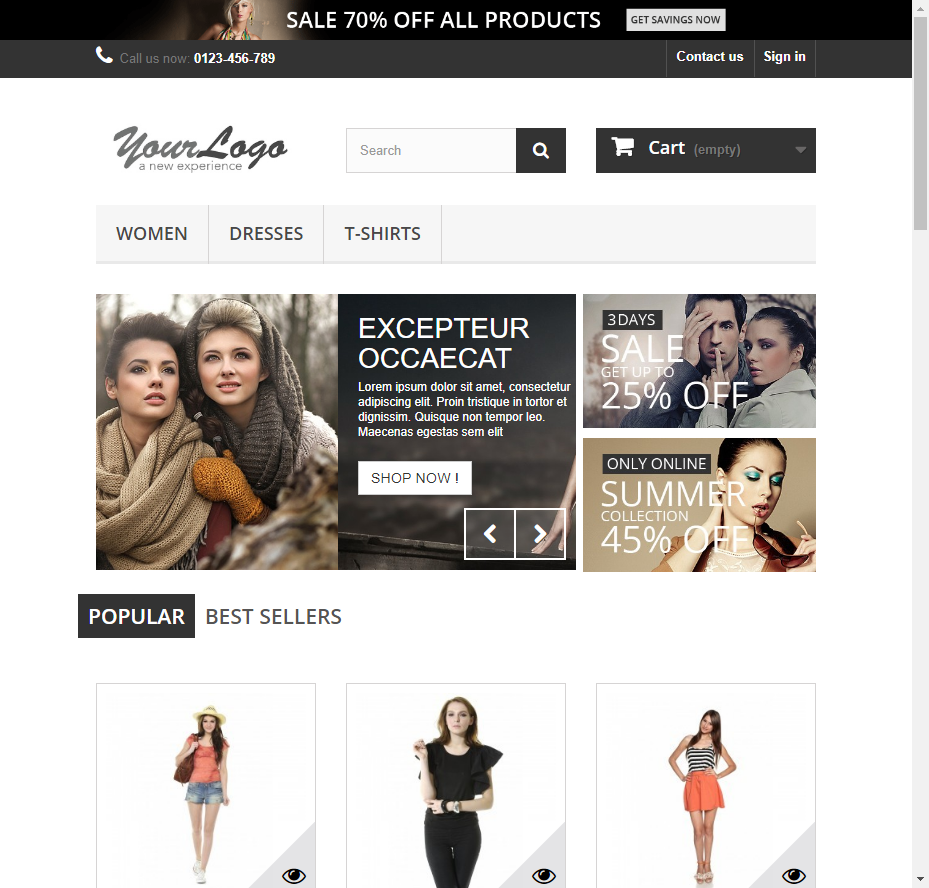 SALE 70% OFF ALL PRODUCTS
GET SAVINGS NOW
Call us now: 0123-456-789
Contact us
Sign in
YourLogo
a new experience
Search
Cart (empty)
WOMEN
DRESSES
T-SHIRTS
EXCEPTEUR
OCCAECAT
Lorem ipsum dolor sit amet, consectetur
adipiscing elit. Proin tristique in tortor et
dignissim. Quisque non tempor leo.
Maecenas egestas sem elit
SHOP NOW !
3 DAYS
SALE
GET UP TO
25% OFF
ONLY ONLINE
SUMMER
COLLECTION
45% OFF
POPULAR
BEST SELLERS